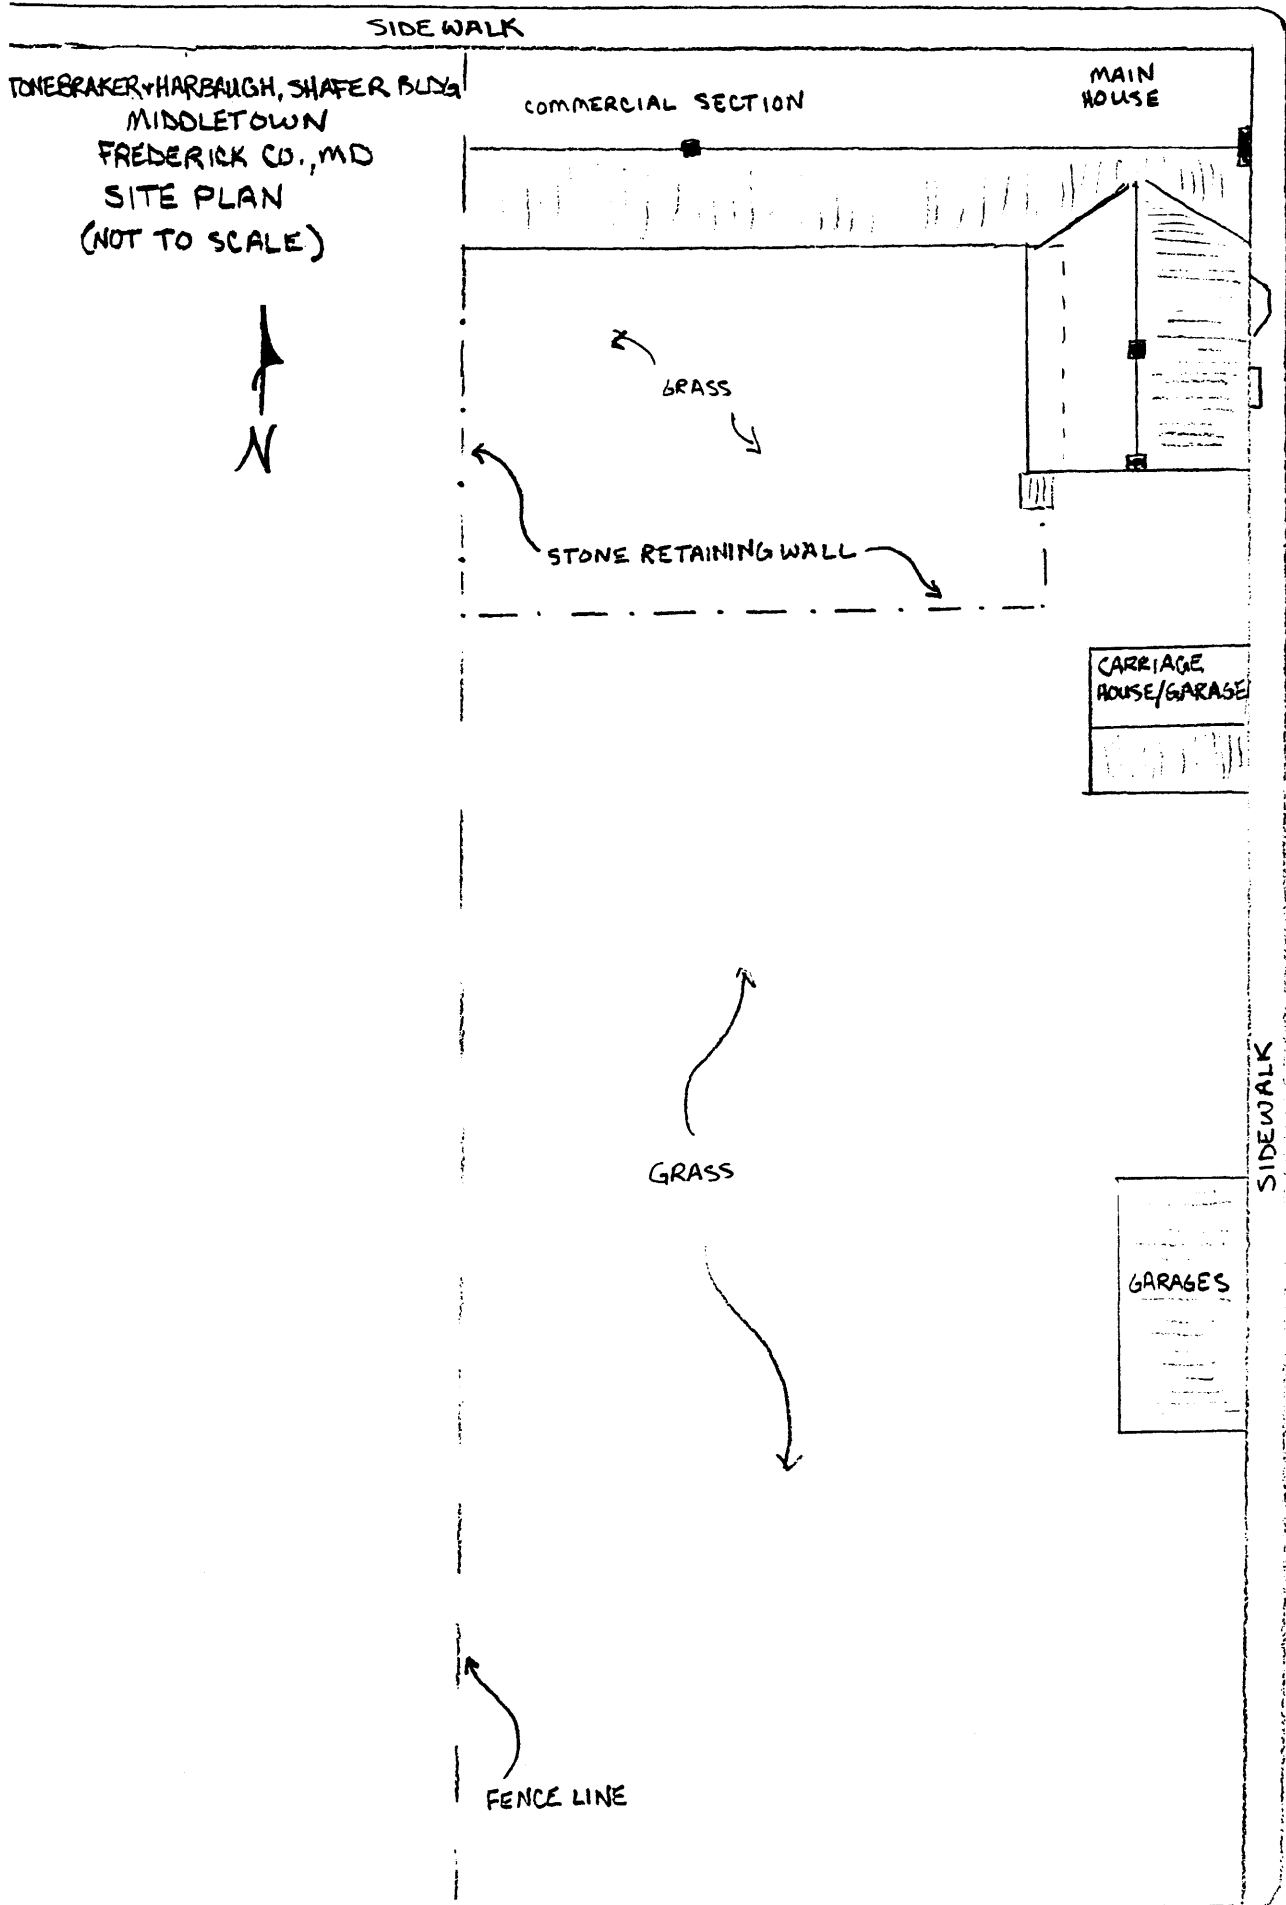 SIDEWALK
TONEBRAKER & HARBAUGH, SHAFER BLDG
MIDDLETOWN
FREDERICK CO., MD
SITE PLAN
(NOT TO SCALE)
N
COMMERCIAL SECTION
MAIN
HOUSE
GRASS
STONE RETAINING WALL
CARRIAGE
HOUSE/GARAGE
GRASS
SIDEWALK
GARAGES
FENCE LINE